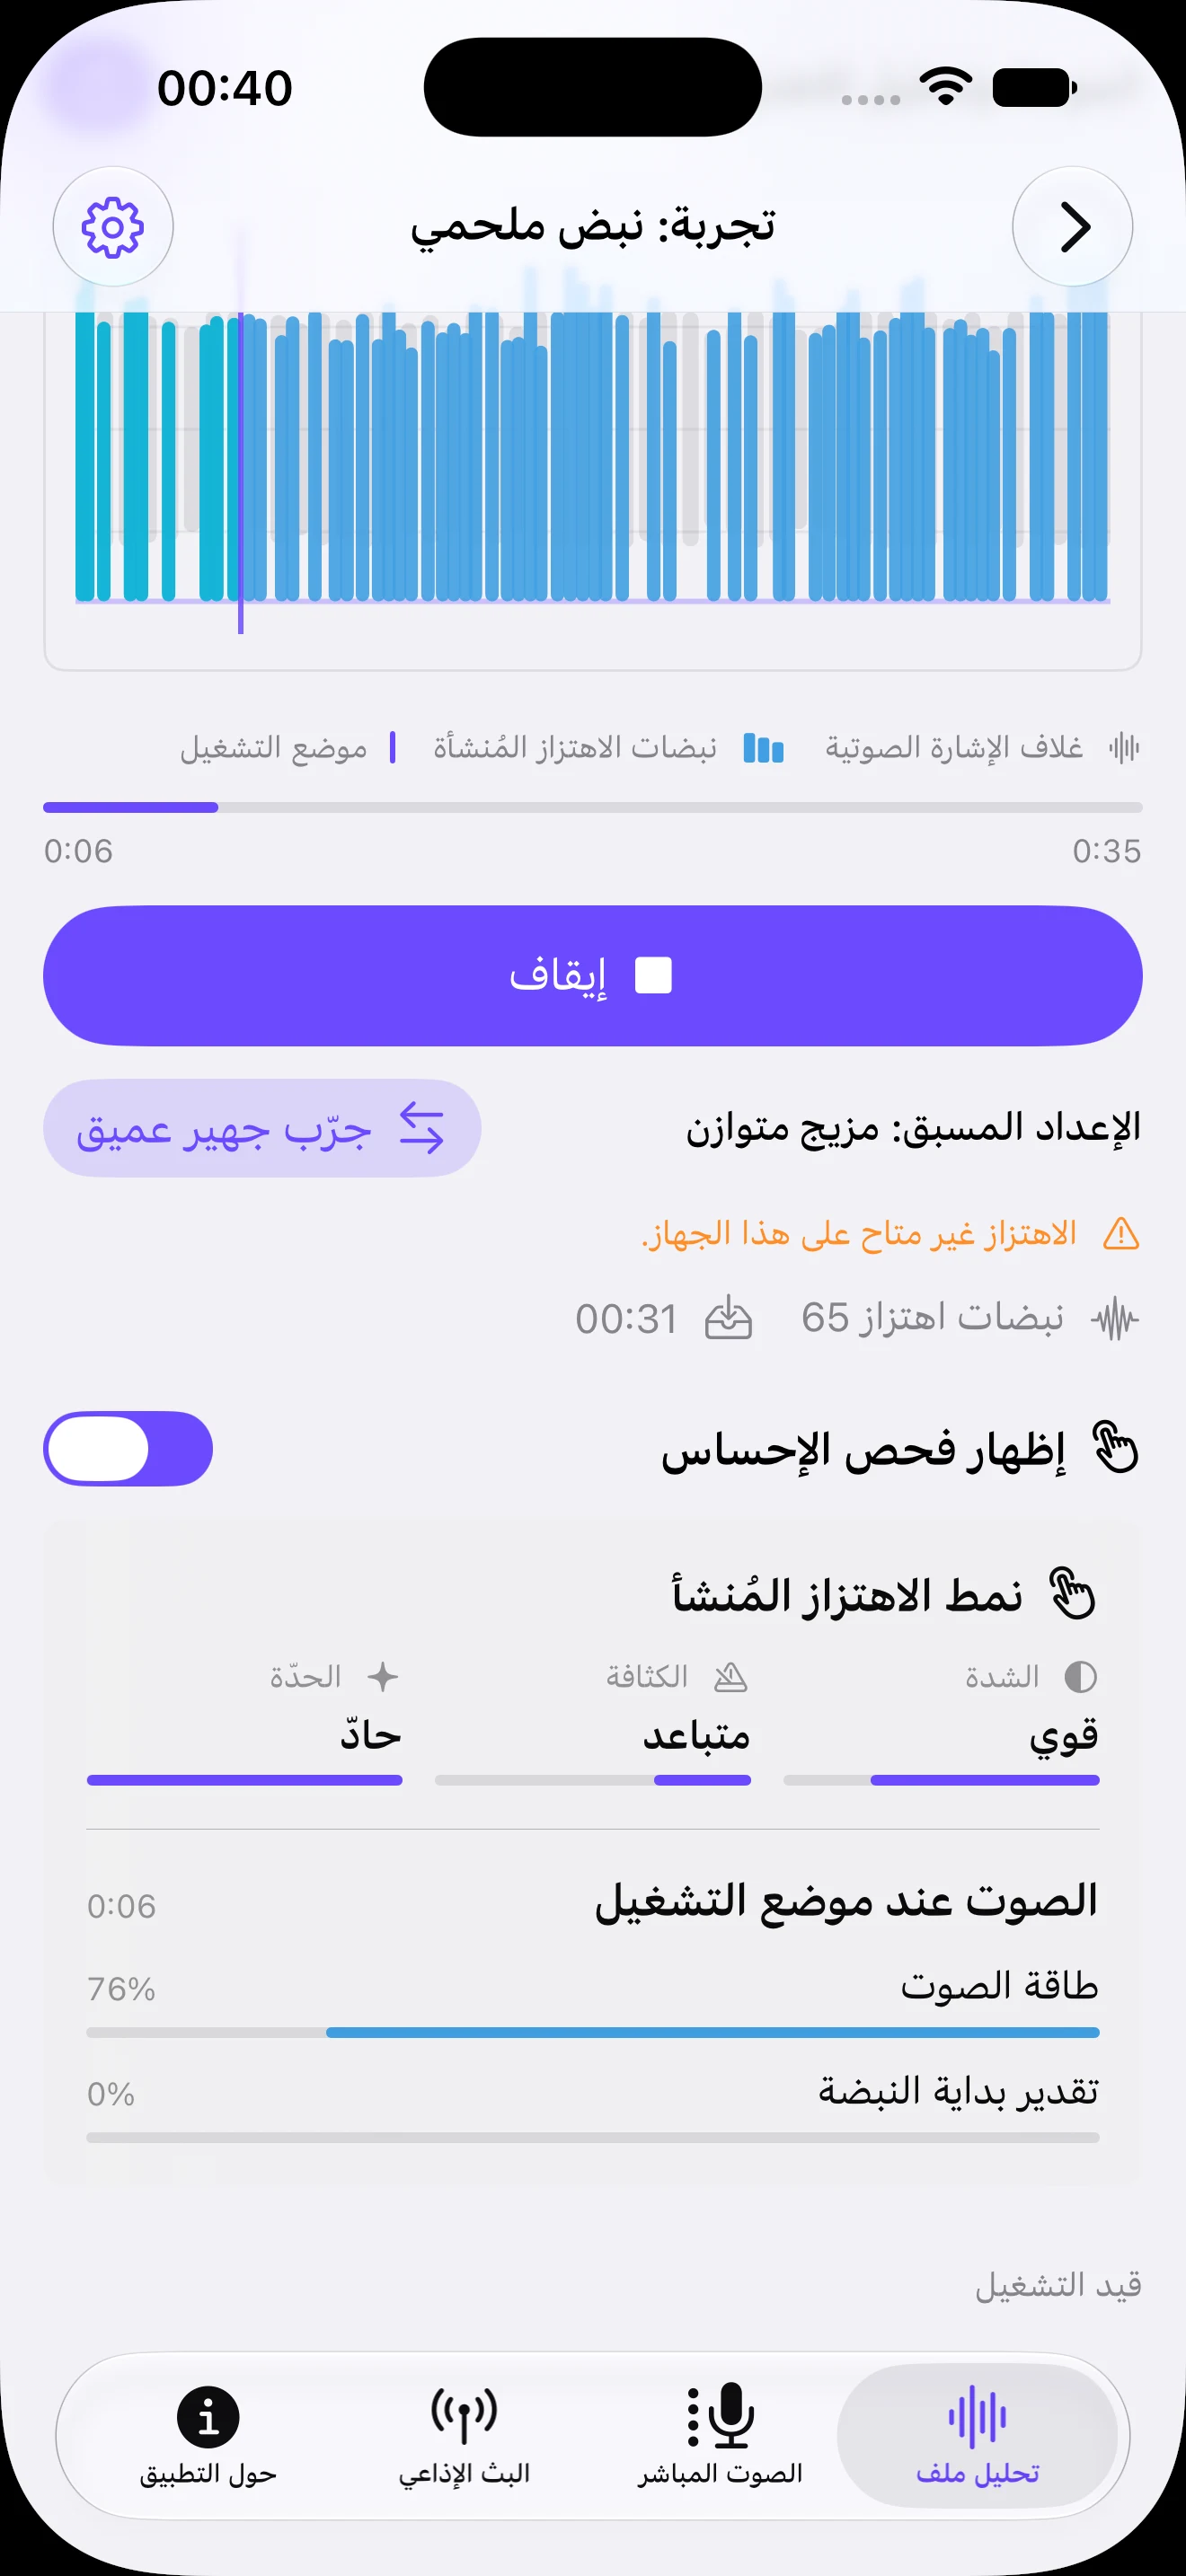 00:40
تجربة: نبض ملحمي
غلاف الإشارة الصوتية نبضات الاهتزاز المُنشأة موضع التشغيل
0:06 0:35
إيقاف
الإعداد المسبق: مزيج متوازن جرّب جهير عميق
الاهتزاز غير متاح على هذا الجهاز.
نبضات اهتزاز 65 00:31
إظهار فحص الإحساس
نمط الاهتزاز المُنشأ
الشدة الكثافة الحدّة
قوي متباعد حادّ
الصوت عند موضع التشغيل 0:06
طاقة الصوت 76%
تقدير بداية النبضة 0%
قيد التشغيل
تحليل ملف الصوت المباشر البث الإذاعي حول التطبيق